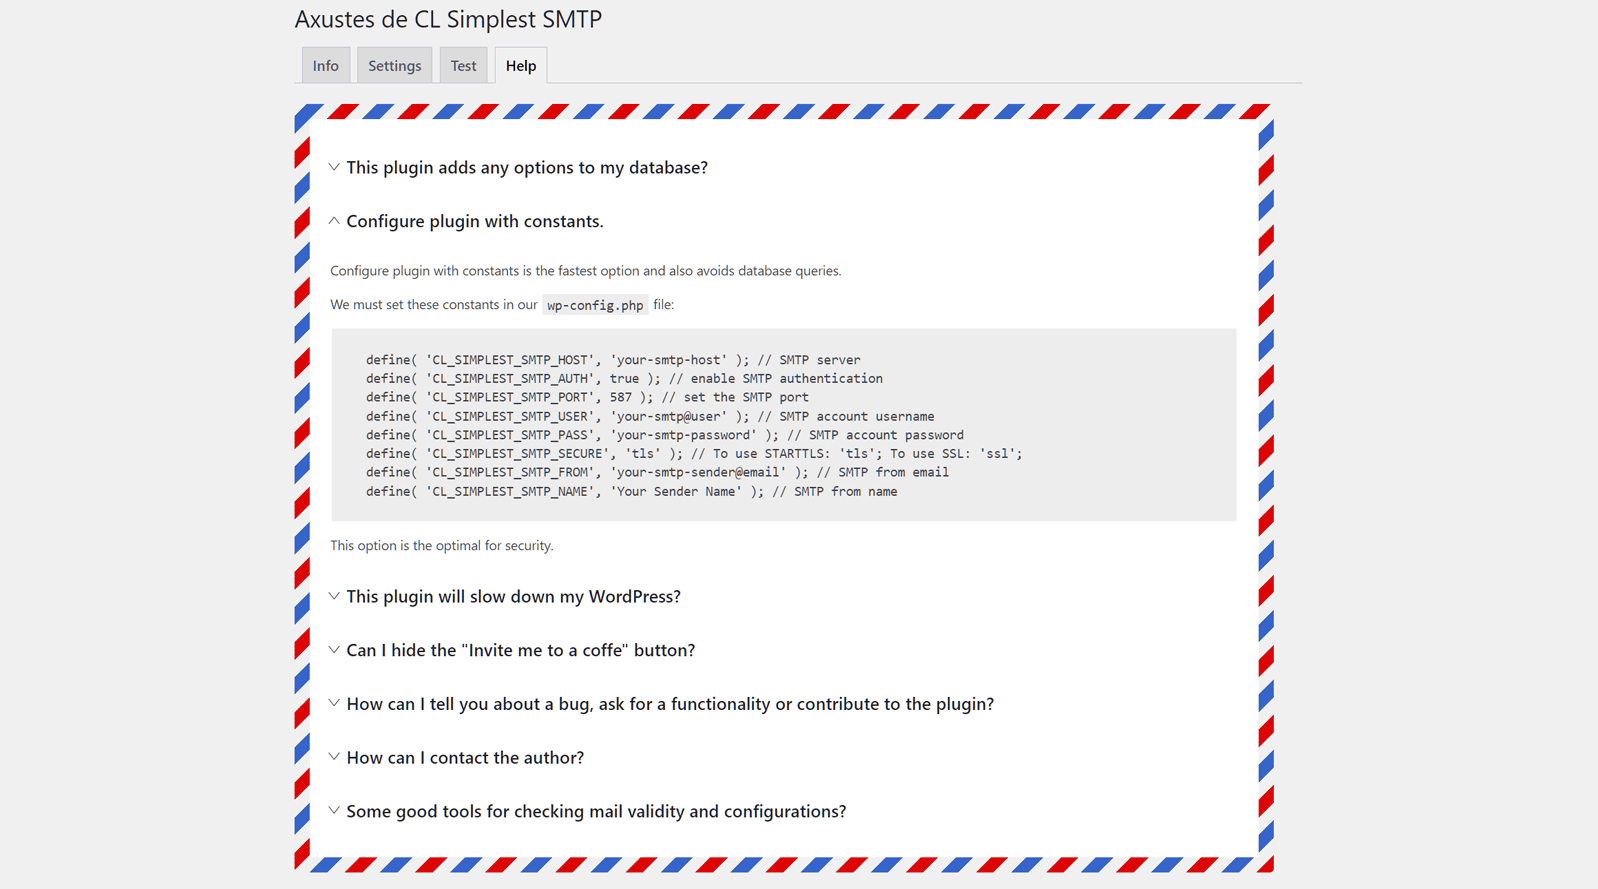 Axustes de CL Simplest SMTP
Info
Settings
Test
Help
This plugin adds any options to my database?
Configure plugin with constants.
Configure plugin with constants is the fastest option and also avoids database queries.
We must set these constants in our wp-config.php file:
define( 'CL_SIMPLEST_SMTP_HOST', 'your-smtp-host' ); // SMTP server
define( 'CL_SIMPLEST_SMTP_AUTH', true ); // enable SMTP authentication
define( 'CL_SIMPLEST_SMTP_PORT', 587 ); // set the SMTP port
define( 'CL_SIMPLEST_SMTP_USER', 'your-smtp@user' ); // SMTP account username
define( 'CL_SIMPLEST_SMTP_PASS', 'your-smtp-password' ); // SMTP account password
define( 'CL_SIMPLEST_SMTP_SECURE', 'tls' ); // To use STARTTLS: 'tls'; To use SSL: 'ssl';
define( 'CL_SIMPLEST_SMTP_FROM', 'your-smtp-sender@email' ); // SMTP from email
define( 'CL_SIMPLEST_SMTP_NAME', 'Your Sender Name' ); // SMTP from name
This option is the optimal for security.
This plugin will slow down my WordPress?
Can I hide the "Invite me to a coffe" button?
How can I tell you about a bug, ask for a functionality or contribute to the plugin?
How can I contact the author?
Some good tools for checking mail validity and configurations?